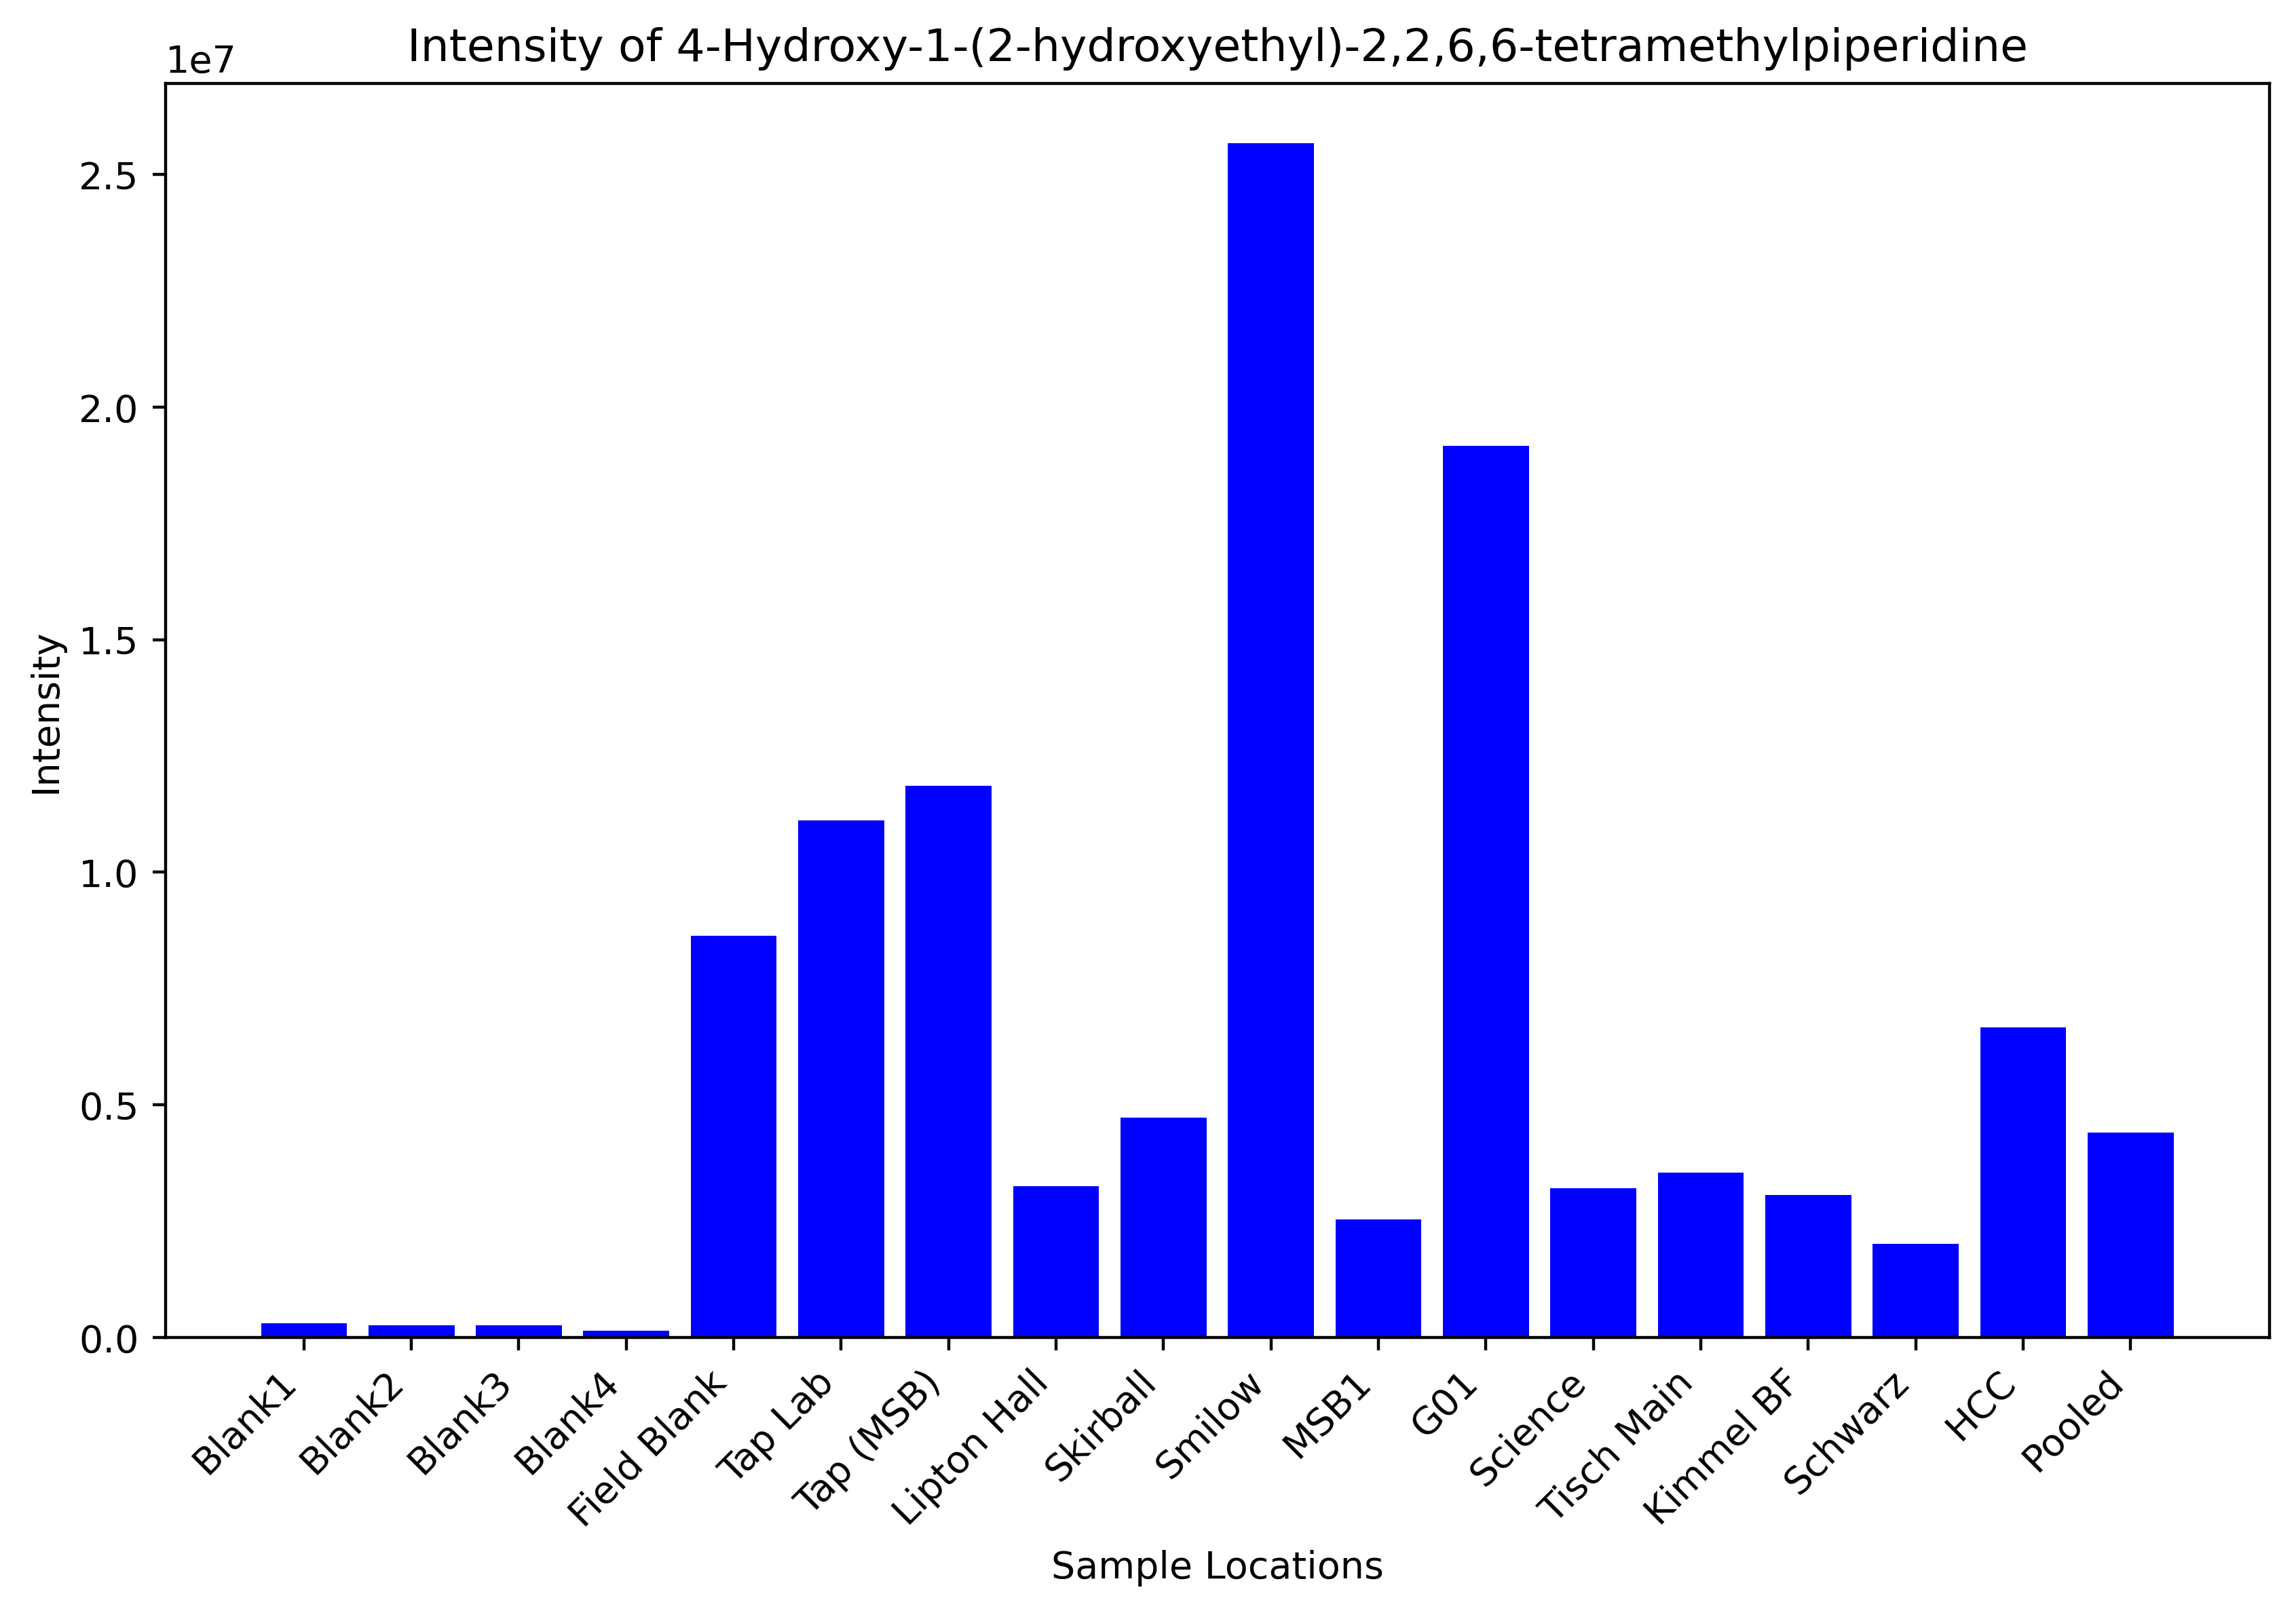 Intensity of 4-Hydroxy-1-(2-hydroxyethyl)-2,2,6,6-tetramethylpiperidine
1e7
2.5
2.0
1.5
1.0
0.5
0.0
Intensity
Blank1
Blank2
Blank3
Blank4
Field Blank
Tap Lab
Tap (MSB)
Lipton Hall
Skirball
Smilow
MSB1
G01
Science
Tisch Main
Kimmel BF
Schwarz
HCC
Pooled
Sample Locations